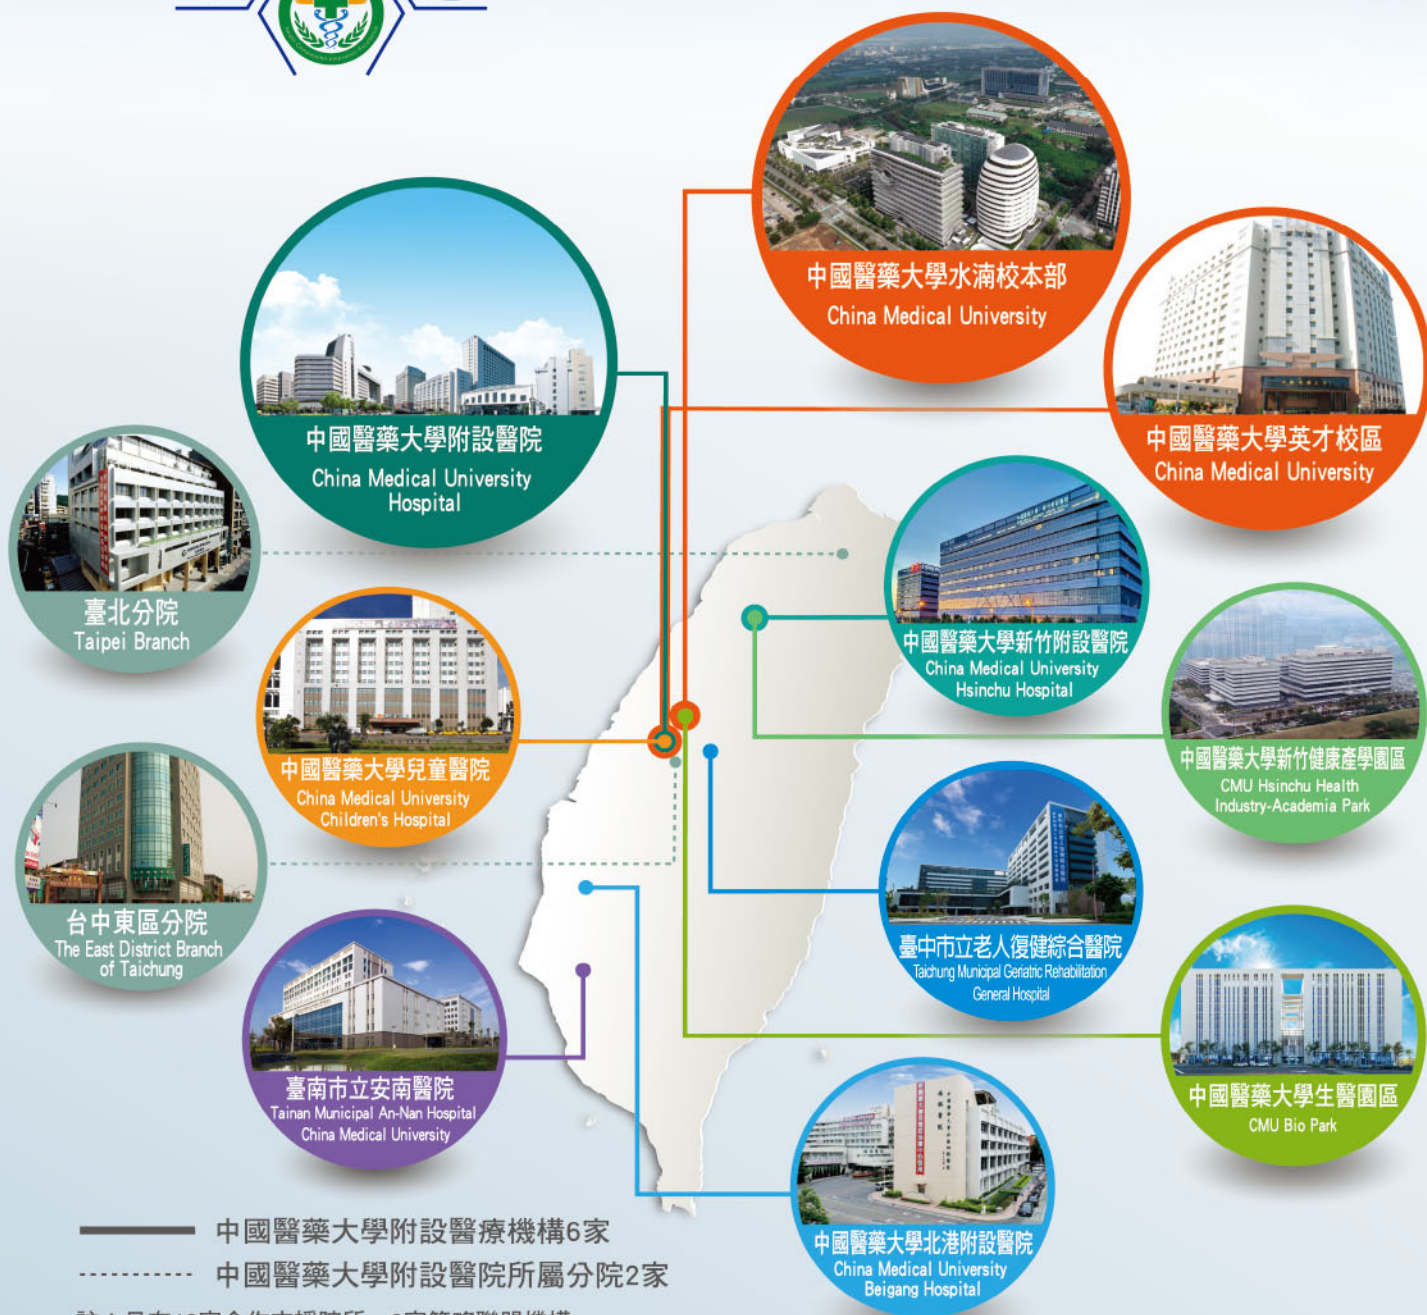 中國醫藥大學水湳校本部
China Medical University
中國醫藥大學附設醫院
China Medical University
Hospital
中國醫藥大學英才校區
China Medical University
臺北分院
Taipei Branch
中國醫藥大學新竹附設醫院
China Medical University
Hsinchu Hospital
中國醫藥大學兒童醫院
China Medical University
Children's Hospital
中國醫藥大學新竹健康產學園區
CMU Hsinchu Health
Industry-Academia Park
台中東區分院
The East District Branch
of Taichung
臺中市立老人復健綜合醫院
Taichung Municipal Geriatric Rehabilitation
General Hospital
臺南市立安南醫院
Tainan Municipal An-Nan Hospital
China Medical University
中國醫藥大學生醫園區
CMU Bio Park
中國醫藥大學北港附設醫院
China Medical University
Beigang Hospital
中國醫藥大學附設醫療機構6家
中國醫藥大學附設醫院所屬分院2家